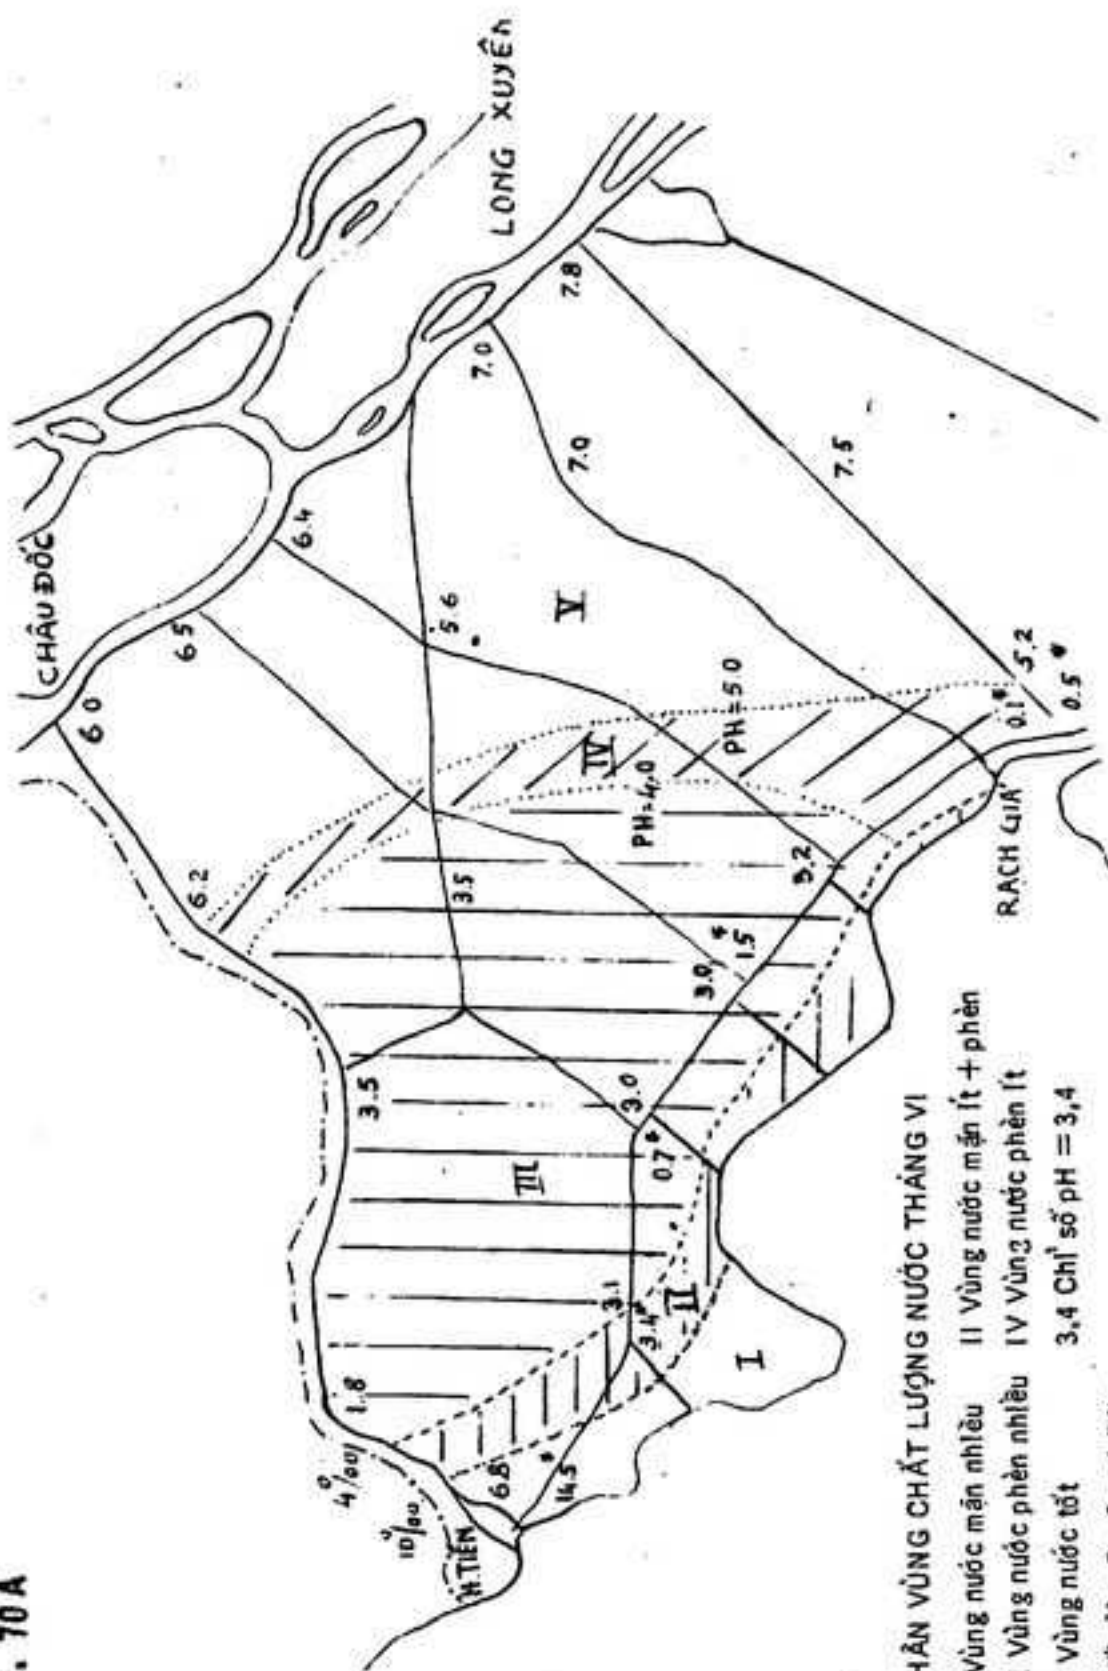 . 70 A
CHÂU ĐỐC
LONG XUYÊN
6.0
6.5
6.4
6.2
5.6
7.0
7.8
7.0
7.5
V
IV
PH=5.0
PH=4.0
3.5
3.5
III
3.2
3.0
1.5
3.0
0.7
3.1
3.4
II
I
1.8
4‰
10‰
6.8
14.5
H.TIÊN
RẠCH GIÁ
0.1
5.2
0.5
HÂN VÙNG CHẤT LƯỢNG NƯỚC THÁNG VI
Vùng nước mặn nhiều II Vùng nước mặn ít + phèn
Vùng nước phèn nhiều IV Vùng nước phèn ít
Vùng nước tốt 3,4 Chỉ số pH = 3,4